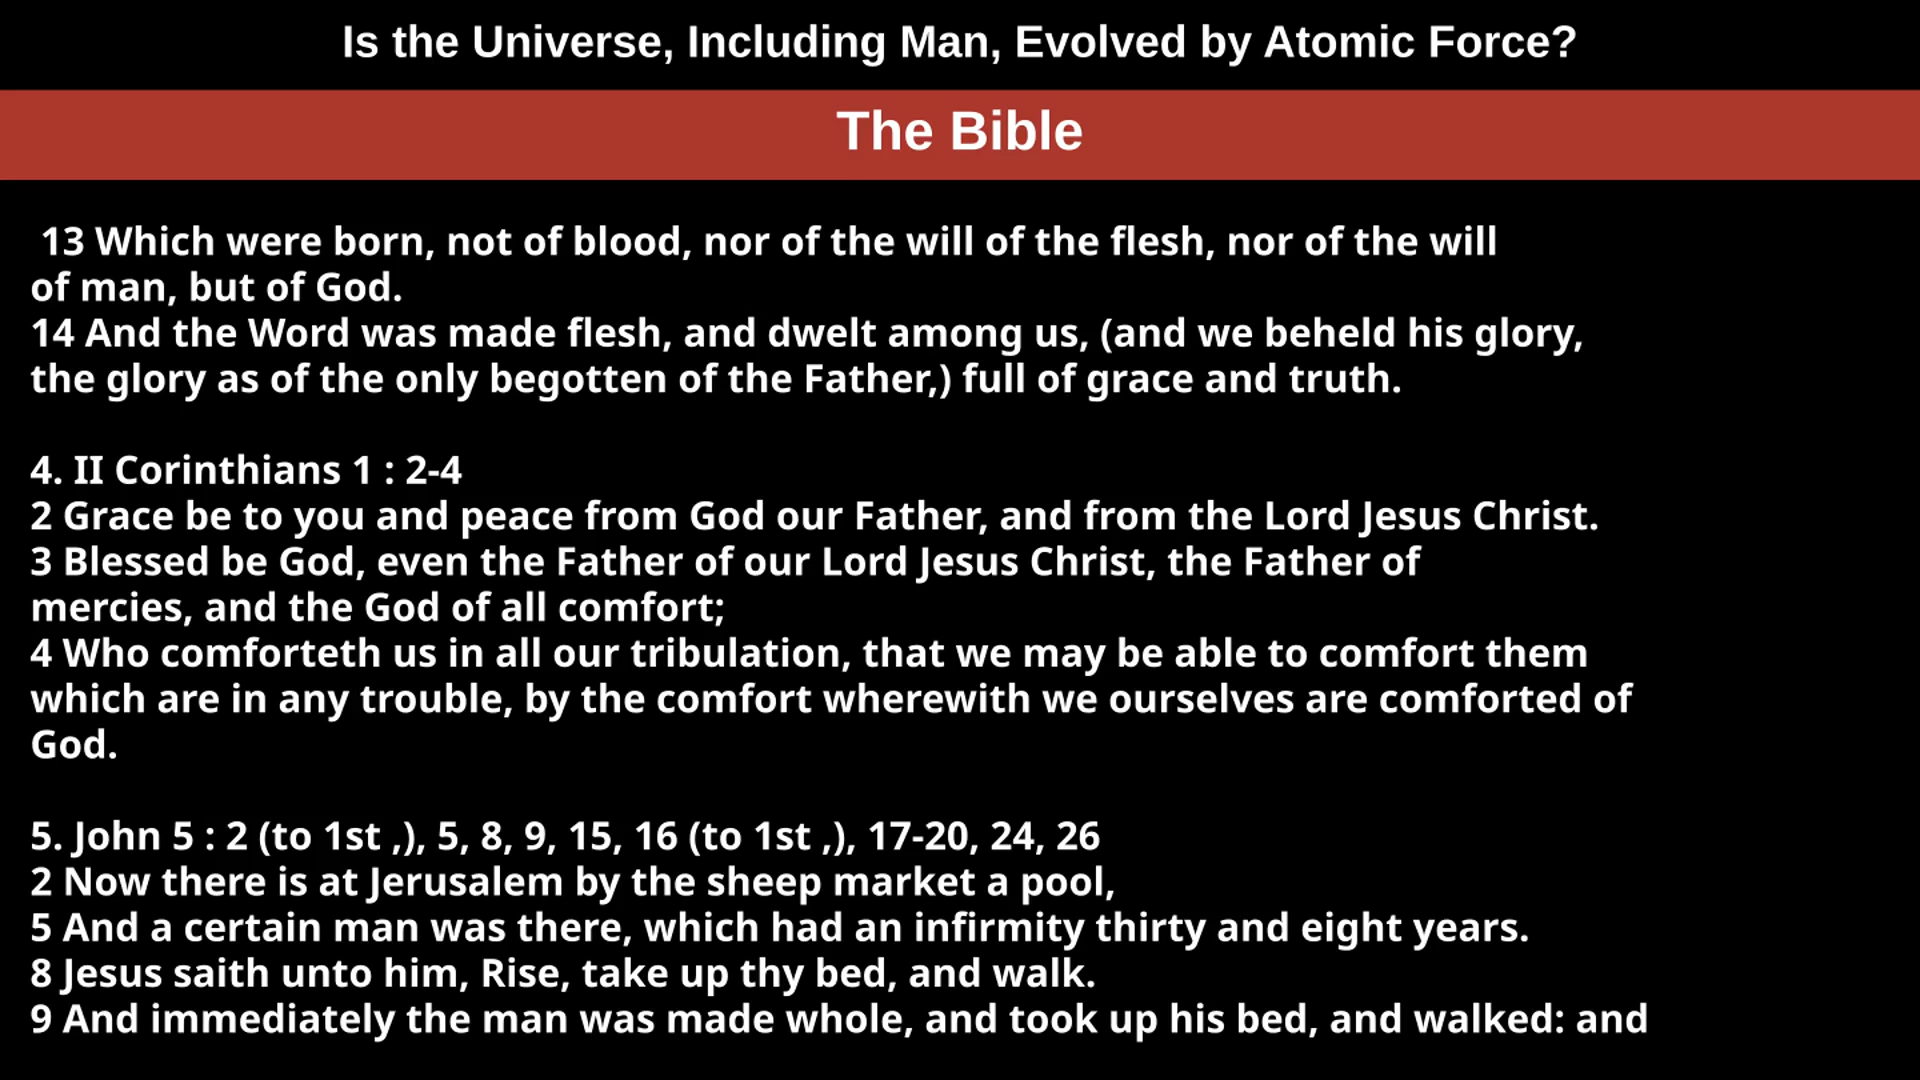 Is the Universe, Including Man, Evolved by Atomic Force?
The Bible
13 Which were born, not of blood, nor of the will of the flesh, nor of the will
of man, but of God.
14 And the Word was made flesh, and dwelt among us, (and we beheld his glory,
the glory as of the only begotten of the Father,) full of grace and truth.
4. II Corinthians 1 : 2-4
2 Grace be to you and peace from God our Father, and from the Lord Jesus Christ.
3 Blessed be God, even the Father of our Lord Jesus Christ, the Father of
mercies, and the God of all comfort;
4 Who comforteth us in all our tribulation, that we may be able to comfort them
which are in any trouble, by the comfort wherewith we ourselves are comforted of
God.
5. John 5 : 2 (to 1st ,), 5, 8, 9, 15, 16 (to 1st ,), 17-20, 24, 26
2 Now there is at Jerusalem by the sheep market a pool,
5 And a certain man was there, which had an infirmity thirty and eight years.
8 Jesus saith unto him, Rise, take up thy bed, and walk.
9 And immediately the man was made whole, and took up his bed, and walked: and